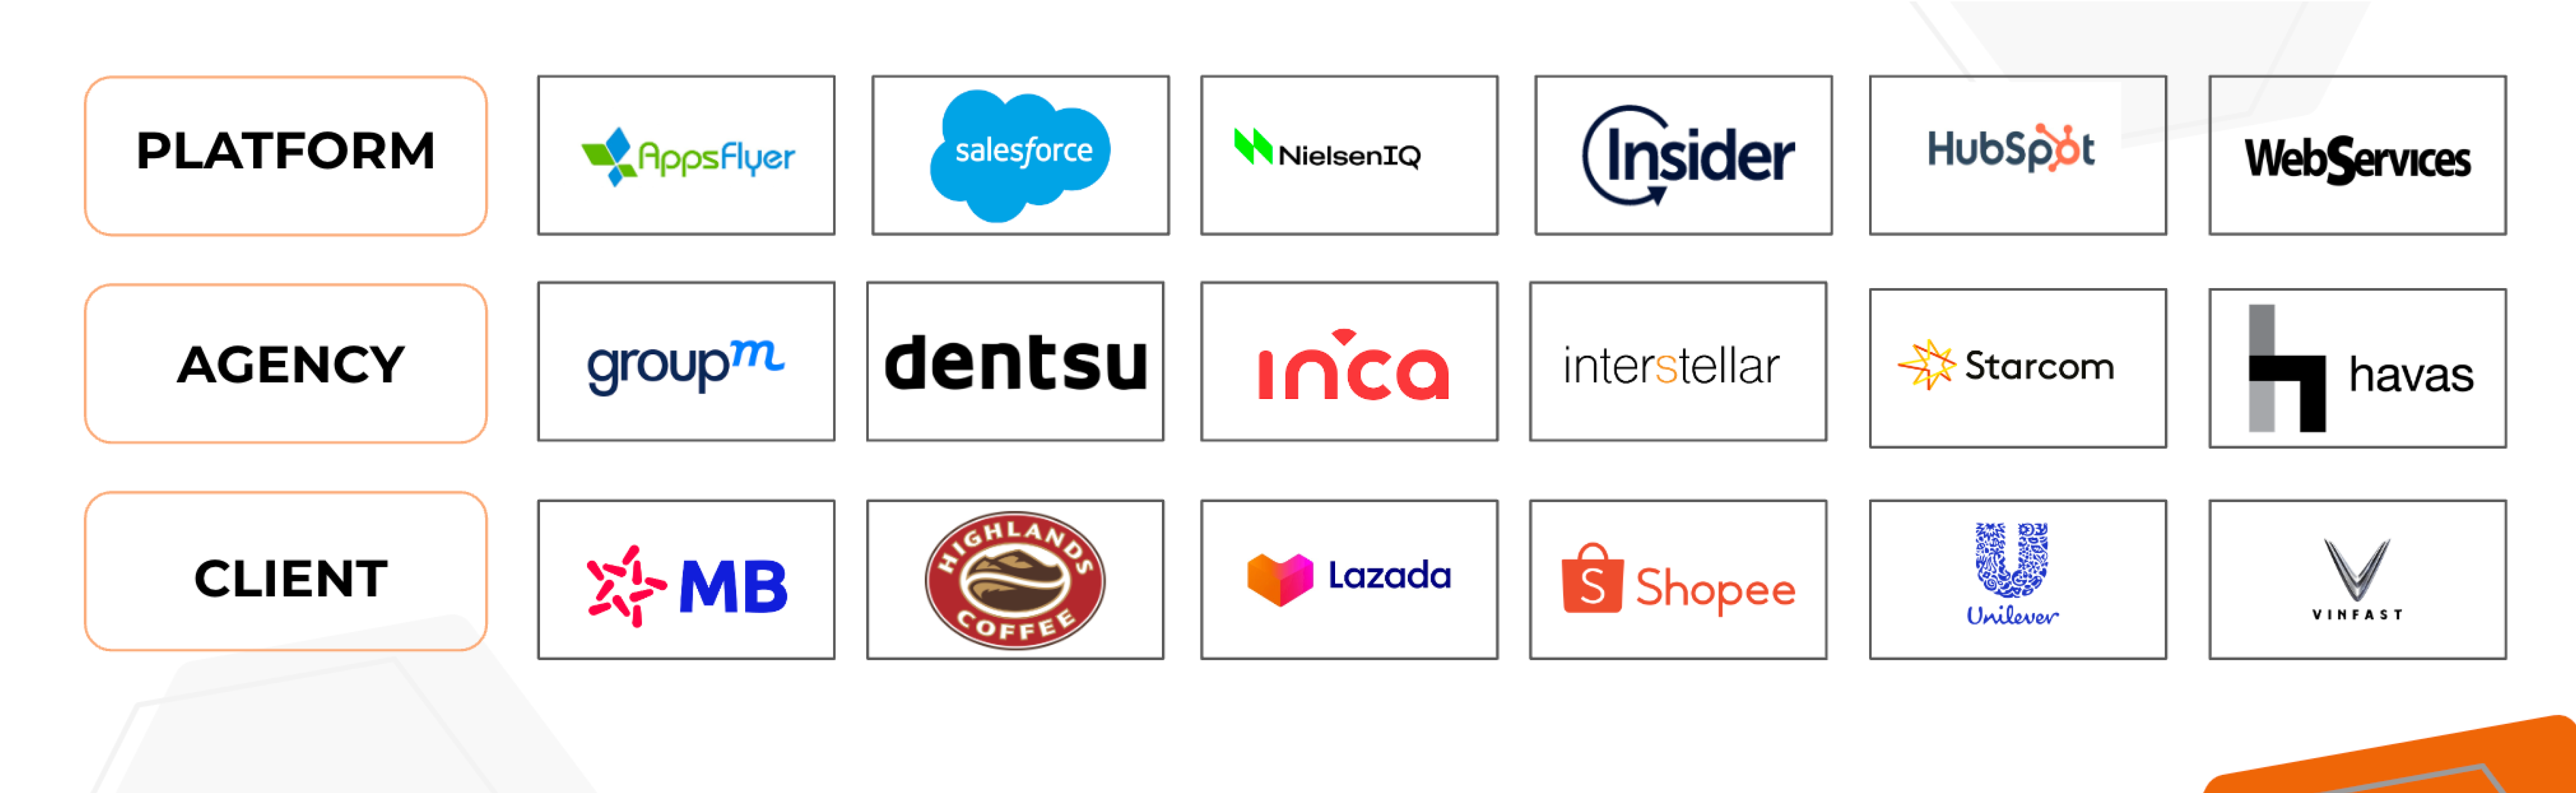 PLATFORM
AppsFlyer
salesforce
NielsenIQ
Insider
HubSpot
WebServices
AGENCY
groupm
dentsu
inca
interstellar
Starcom
havas
CLIENT
MB
HIGHLANDS
COFFEE
Lazada
S Shopee
Unilever
VINFAST